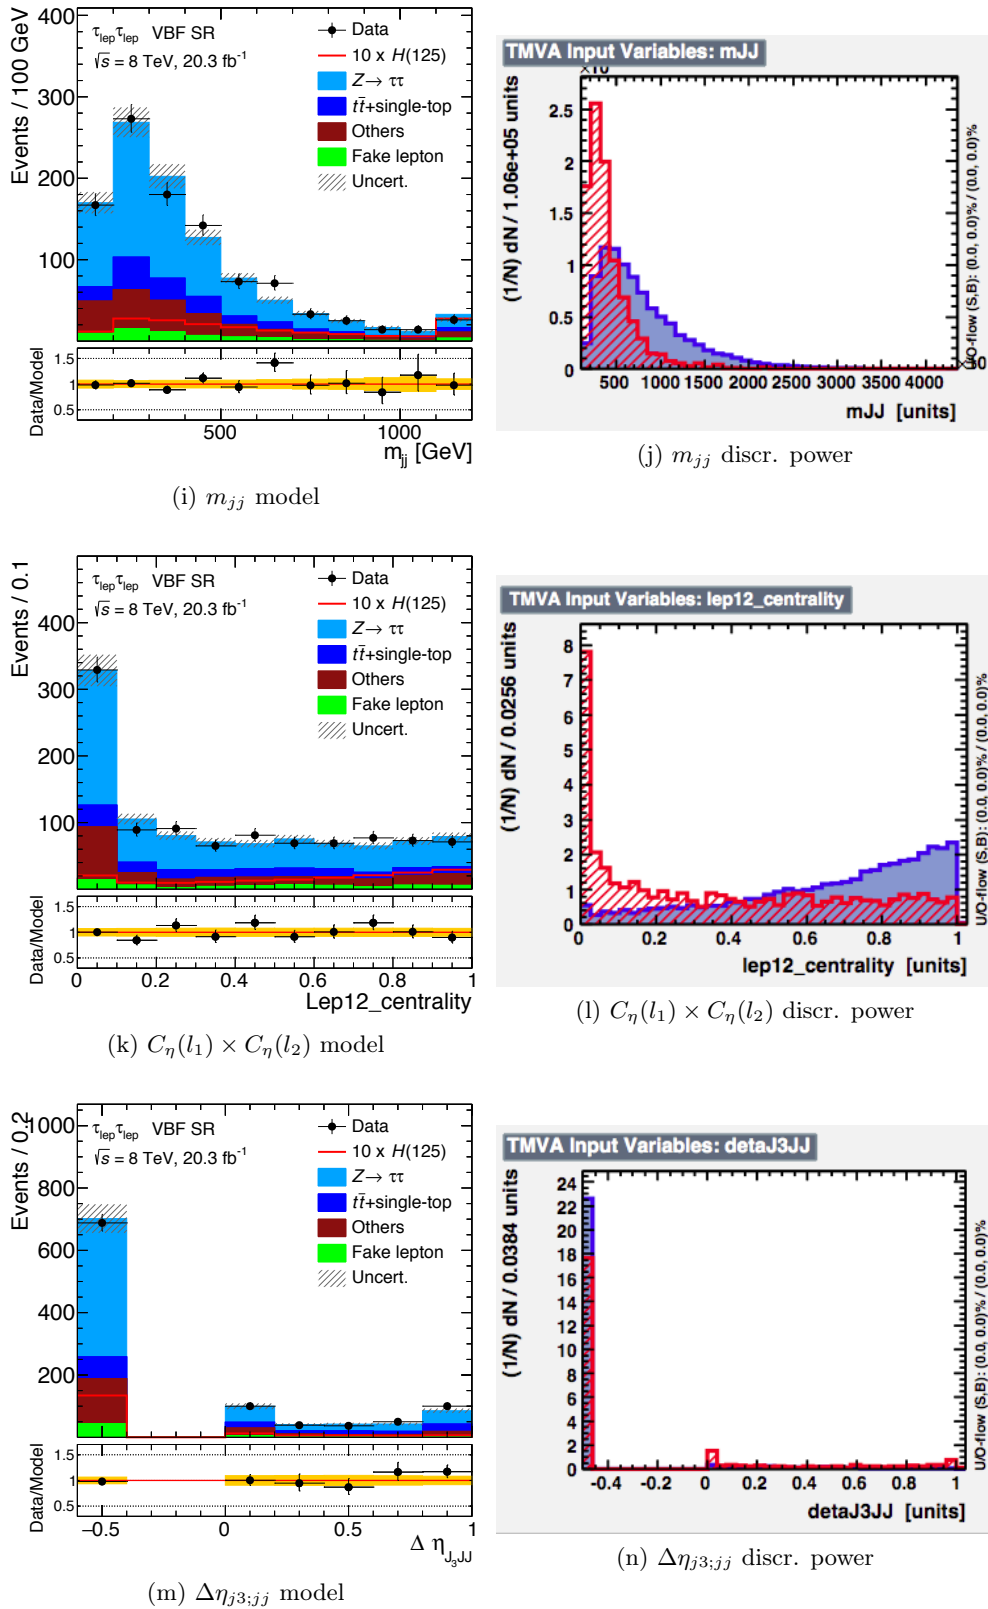 Events / 100 GeV
400
300
200
100
τlepτlep VBF SR
√s = 8 TeV, 20.3 fb-1
Data
10 x H(125)
Z→ ττ
tt̄+single-top
Others
Fake lepton
Uncert.
Data/Model
1.5
1
0.5
500
1000
mjj [GeV]
(i) mjj model
TMVA Input Variables: mJJ
(1/N) dN / 1.06e+05 units
2.5
2
1.5
1
0.5
0
500 1000 1500 2000 2500 3000 3500 4000
mJJ [units]
(j) mjj discr. power
Events / 0.1
400
300
200
100
τlepτlep VBF SR
√s = 8 TeV, 20.3 fb-1
Data
10 x H(125)
Z→ ττ
tt̄+single-top
Others
Fake lepton
Uncert.
Data/Model
1.5
1
0.5
0 0.2 0.4 0.6 0.8 1
Lep12_centrality
(k) Cη(l1) × Cη(l2) model
TMVA Input Variables: lep12_centrality
(1/N) dN / 0.0256 units
8
7
6
5
4
3
2
1
0
0 0.2 0.4 0.6 0.8 1
lep12_centrality [units]
U/O-flow (S,B): (0.0, 0.0)% / (0.0, 0.0)%
(l) Cη(l1) × Cη(l2) discr. power
Events / 0.2
1000
800
600
400
200
τlepτlep VBF SR
√s = 8 TeV, 20.3 fb-1
Data
10 x H(125)
Z→ ττ
tt̄+single-top
Others
Fake lepton
Uncert.
Data/Model
1.5
1
0.5
−0.5 0 0.5 1
Δ ηJ3JJ
(m) Δηj3;jj model
TMVA Input Variables: detaJ3JJ
(1/N) dN / 0.0384 units
24
22
20
18
16
14
12
10
8
6
4
2
0
-0.4 -0.2 0 0.2 0.4 0.6 0.8 1
detaJ3JJ [units]
U/O-flow (S,B): (0.0, 0.0)% / (0.0, 0.0)%
(n) Δηj3;jj discr. power